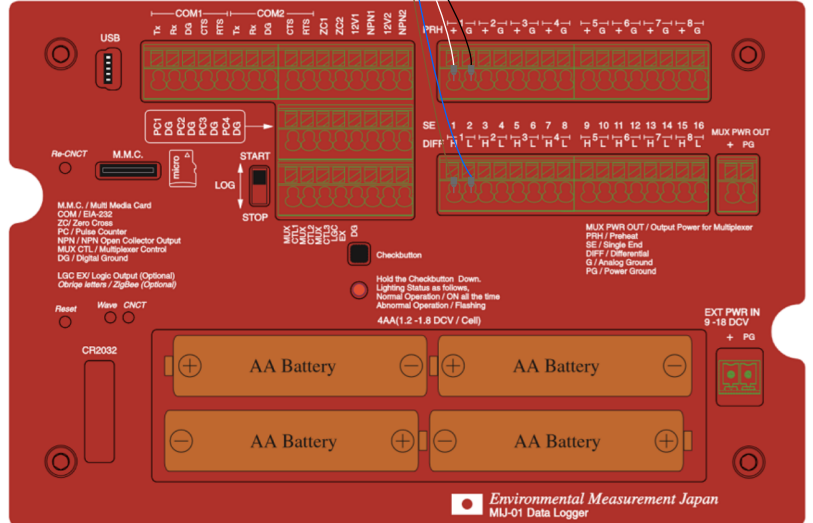 COM1 COM2
Tx Rx DG CTS RTS Tx Rx DG CTS RTS ZC1 ZC2 12V1 NPN1 12V2 NPN2
USB
1 2 3 4 5 6 7 8
PRH + G + G + G + G + G + G + G + G
PC1 DG PC2 DG PC3 DG PC4 DG
SE 1 2 3 4 5 6 7 8 9 10 11 12 13 14 15 16
DIFF H 1 L H 2 L H 3 L H 4 L H 5 L H 6 L H 7 L H 8 L
MUX PWR OUT
+ PG
Re-CNCT
M.M.C.
micro
START
LOG
STOP
M.M.C. / Multi Media Card
COM / EIA-232
ZC/ Zero Cross
PC / Pulse Counter
NPN / NPN Open Collector Output
MUX CTL / Multiplexer Control
DG / Digital Ground
LGC EX/ Logic Output (Optional)
Obriqe letters / ZigBee (Optional)
MUX CTL1 MUX CTL2 MUX CTL3 LGC EX DG
Checkbutton
Hold the Checkbutton Down.
Lighting Status as follows,
Normal Operation / ON all the time
Abnormal Operation / Flashing
MUX PWR OUT / Output Power for Multiplexer
PRH / Preheat
SE / Single End
DIFF / Differential
G / Analog Ground
PG / Power Ground
Reset
Wave CNCT
4AA(1.2 -1.8 DCV / Cell)
EXT PWR IN
9 -18 DCV
+ PG
CR2032
+ AA Battery − + AA Battery −
− AA Battery + − AA Battery +
Environmental Measurement Japan
MIJ-01 Data Logger